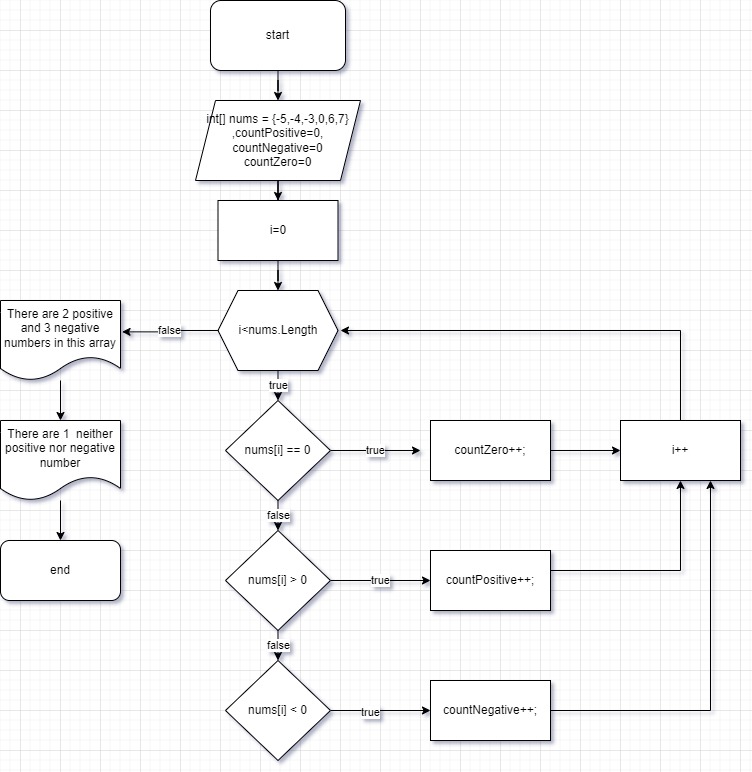 start
int[] nums = {-5,-4,-3,0,6,7}
,countPositive=0,
countNegative=0
countZero=0
i=0
i<nums.Length
false
There are 2 positive
and 3 negative
numbers in this array
true
There are 1  neither
positive nor negative
number
nums[i] == 0
true
countZero++;
i++
false
end
nums[i] > 0
true
countPositive++;
false
nums[i] < 0
true
countNegative++;